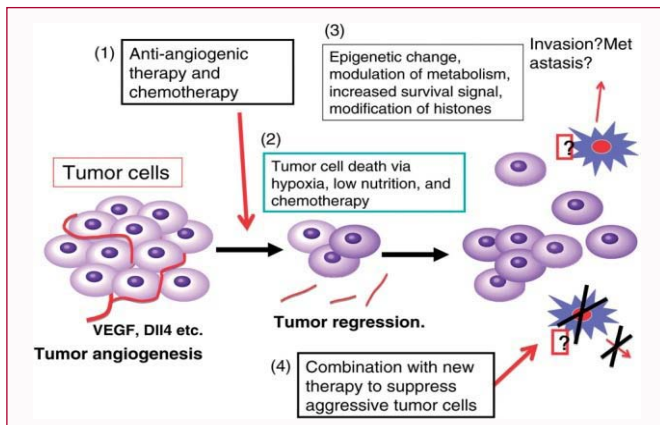 (1)
Anti-angiogenic
therapy and
chemotherapy
(3)
Epigenetic change,
modulation of metabolism,
increased survival signal,
modification of histones
Invasion?Met
astasis?
?
(2)
Tumor cell death via
hypoxia, low nutrition, and
chemotherapy
Tumor cells
VEGF, Dll4 etc.
Tumor angiogenesis
Tumor regression.
?
(4)
Combination with new
therapy to suppress
aggressive tumor cells